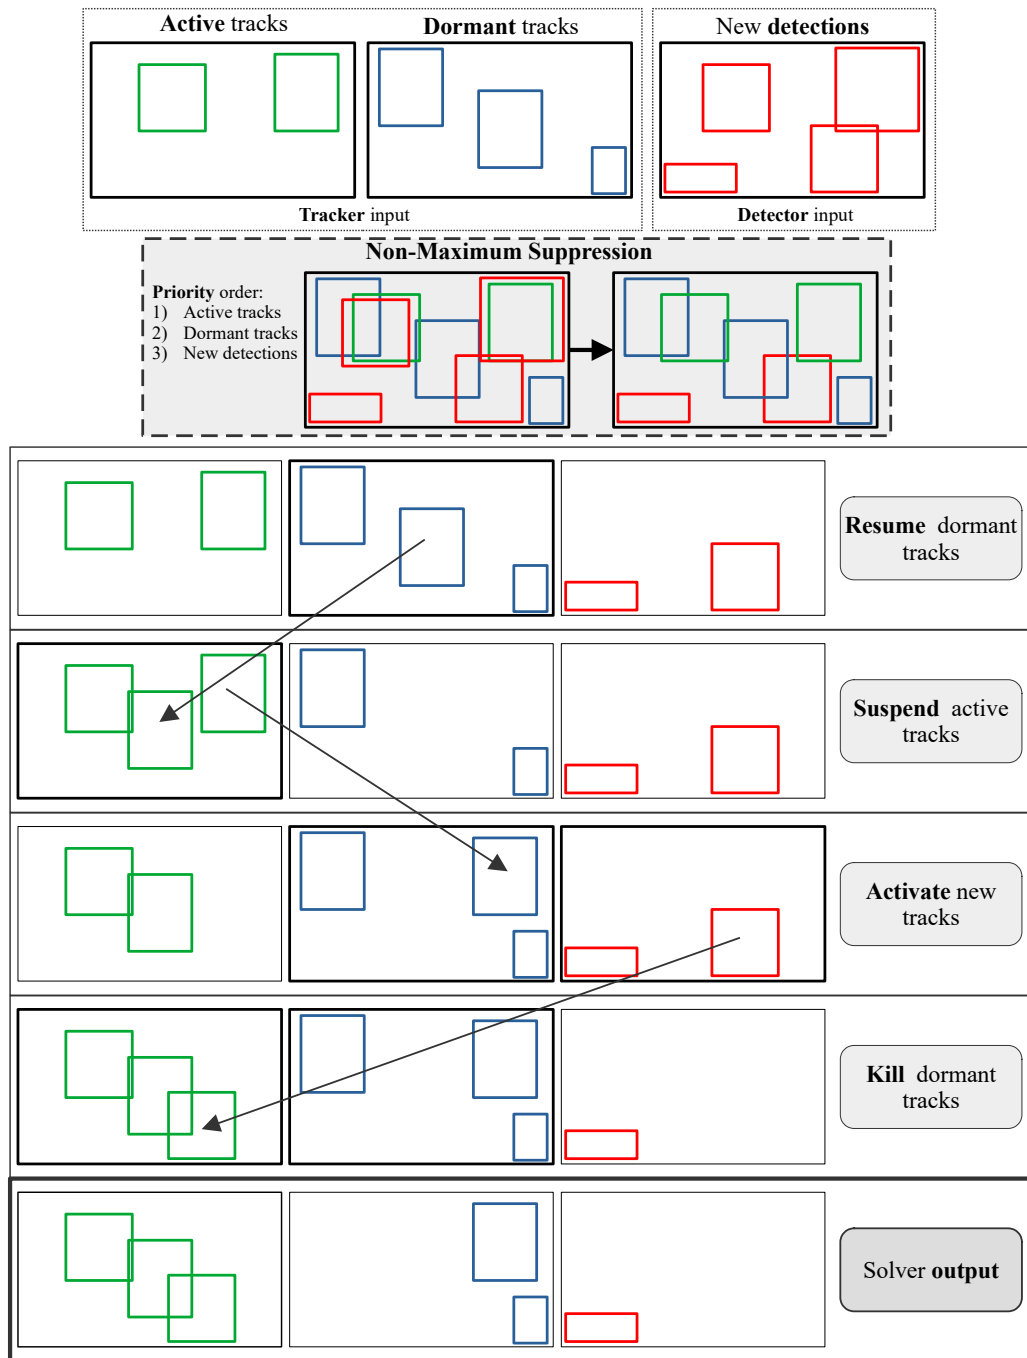 Active tracks
Dormant tracks
New detections
Tracker input
Detector input
Non-Maximum Suppression
Priority order:
1) Active tracks
2) Dormant tracks
3) New detections
Resume dormant
tracks
Suspend active
tracks
Activate new
tracks
Kill dormant
tracks
Solver output